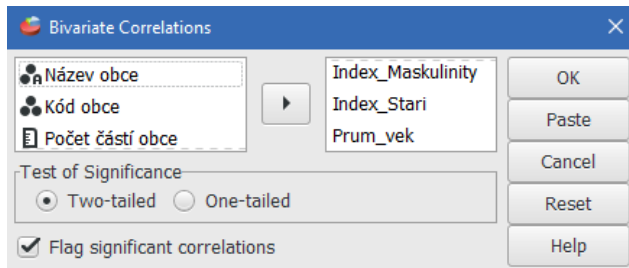 Bivariate Correlations
Název obce
Kód obce
Počet částí obce
Index_Maskulinity
Index_Stari
Prum_vek
OK
Paste
Cancel
Reset
Help
Test of Significance
Two-tailed One-tailed
Flag significant correlations